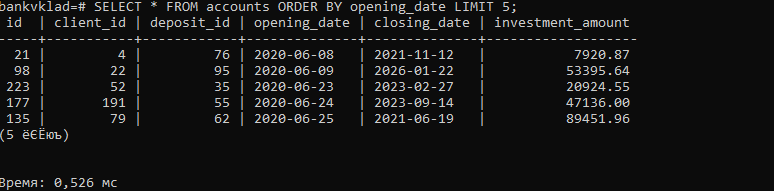 bankvklad=# SELECT * FROM accounts ORDER BY opening_date LIMIT 5;
id | client_id | deposit_id | opening_date | closing_date | investment_amount
-----+-----------+------------+--------------+--------------+-------------------
21 | 4 | 76 | 2020-06-08 | 2021-11-12 | 7920.87
98 | 22 | 95 | 2020-06-09 | 2026-01-22 | 53395.64
223 | 52 | 35 | 2020-06-23 | 2023-02-27 | 20924.55
177 | 191 | 55 | 2020-06-24 | 2023-09-14 | 47136.00
135 | 79 | 62 | 2020-06-25 | 2021-06-19 | 89451.96
(5 ёЄЁюъ)
Время: 0,526 мс